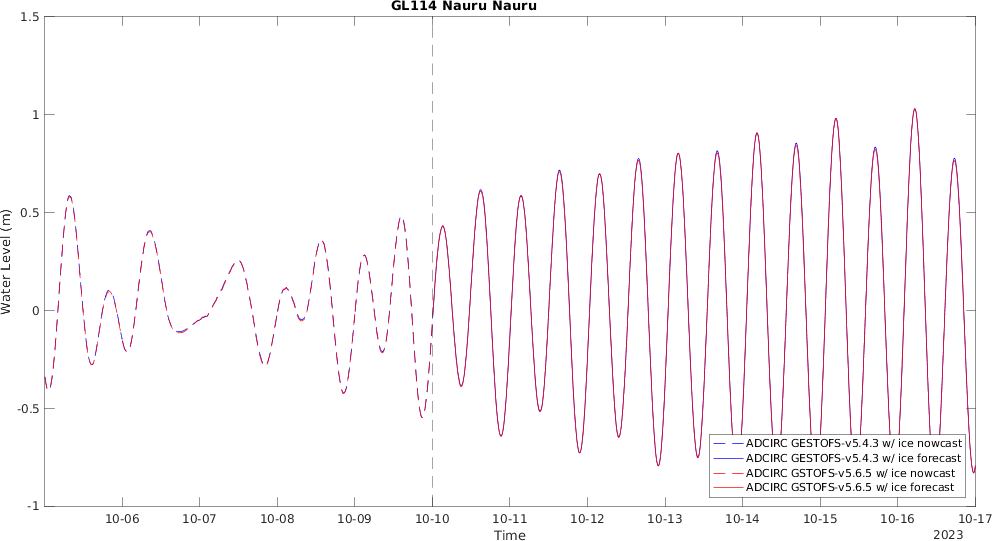 GL114 Nauru Nauru
1.5
1
0.5
0
-0.5
-1
Water Level (m)
ADCIRC GESTOFS-v5.4.3 w/ ice nowcast
ADCIRC GESTOFS-v5.4.3 w/ ice forecast
ADCIRC GSTOFS-v5.6.5 w/ ice nowcast
ADCIRC GSTOFS-v5.6.5 w/ ice forecast
10-06 10-07 10-08 10-09 10-10 10-11 10-12 10-13 10-14 10-15 10-16 10-17
Time
2023